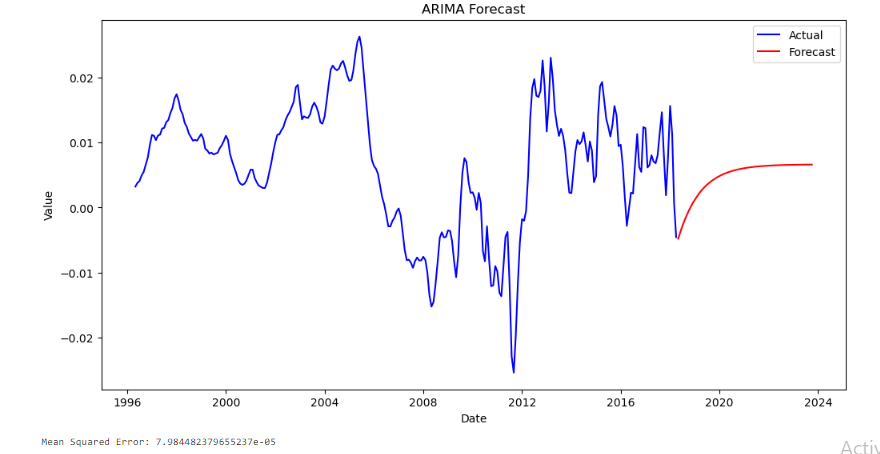 ARIMA Forecast
Actual
Forecast
0.02
0.01
0.00
−0.01
−0.02
Value
1996 2000 2004 2008 2012 2016 2020 2024
Date
Mean Squared Error: 7.984482379655237e-05
Activ